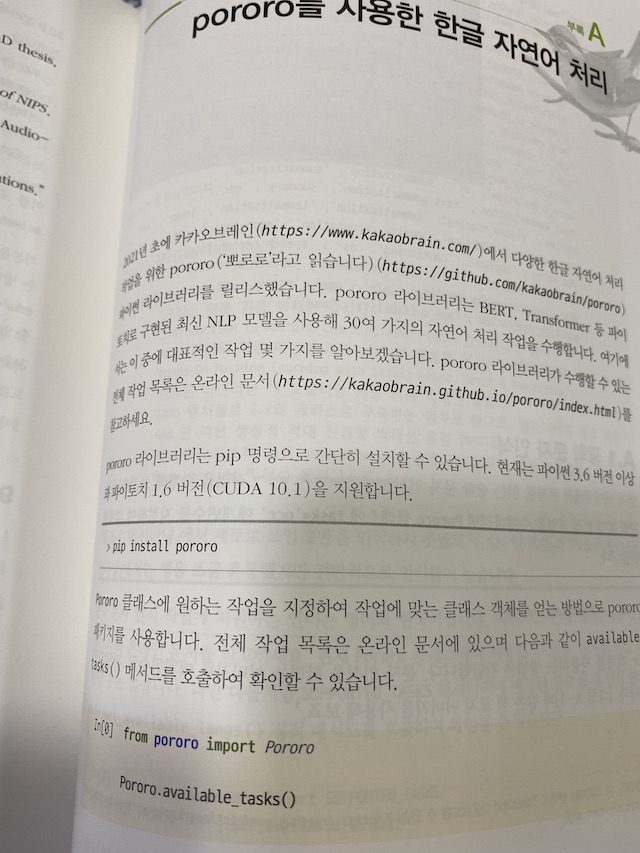 D thesis.
of NIPS.
Audio–
utions.”
부록 A
pororo를 사용한 한글 자연어 처리
2021년 초에 카카오브레인(https://www.kakaobrain.com/)에서 다양한 한글 자연어 처리
작업을 위한 pororo(‘뽀로로’라고 읽습니다)(https://github.com/kakaobrain/pororo)
파이썬 라이브러리를 릴리스했습니다. pororo 라이브러리는 BERT, Transformer 등 파이
토치로 구현된 최신 NLP 모델을 사용해 30여 가지의 자연어 처리 작업을 수행합니다. 여기에
서는 이 중에 대표적인 작업 몇 가지를 알아보겠습니다. pororo 라이브러리가 수행할 수 있는
전체 작업 목록은 온라인 문서(https://kakaobrain.github.io/pororo/index.html)를
참고하세요.
pororo 라이브러리는 pip 명령으로 간단히 설치할 수 있습니다. 현재는 파이썬 3.6 버전 이상
과 파이토치 1.6 버전(CUDA 10.1)을 지원합니다.
> pip install pororo
Pororo 클래스에 원하는 작업을 지정하여 작업에 맞는 클래스 객체를 얻는 방법으로 pororo
패키지를 사용합니다. 전체 작업 목록은 온라인 문서에 있으며 다음과 같이 available
tasks() 메서드를 호출하여 확인할 수 있습니다.
In[0] from pororo import Pororo
Pororo.available_tasks()